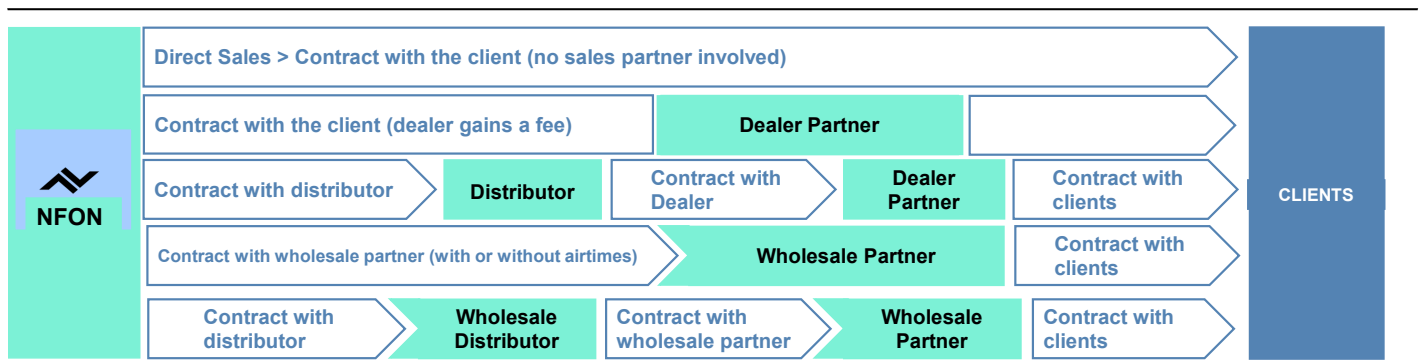 Direct Sales > Contract with the client (no sales partner involved)
Contract with the client (dealer gains a fee)
Dealer Partner
NFON
Contract with distributor
Distributor
Contract with
Dealer
Dealer
Partner
Contract with
clients
CLIENTS
Contract with wholesale partner (with or without airtimes)
Wholesale Partner
Contract with
clients
Contract with
distributor
Wholesale
Distributor
Contract with
wholesale partner
Wholesale
Partner
Contract with
clients